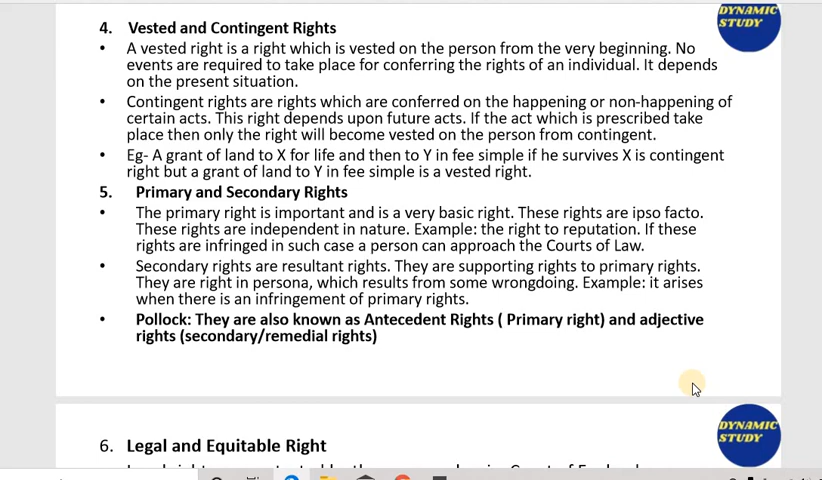 DYNAMIC
STUDY
4. Vested and Contingent Rights
• A vested right is a right which is vested on the person from the very beginning. No
events are required to take place for conferring the rights of an individual. It depends
on the present situation.
• Contingent rights are rights which are conferred on the happening or non-happening of
certain acts. This right depends upon future acts. If the act which is prescribed take
place then only the right will become vested on the person from contingent.
• Eg- A grant of land to X for life and then to Y in fee simple if he survives X is contingent
right but a grant of land to Y in fee simple is a vested right.
5. Primary and Secondary Rights
• The primary right is important and is a very basic right. These rights are ipso facto.
These rights are independent in nature. Example: the right to reputation. If these
rights are infringed in such case a person can approach the Courts of Law.
• Secondary rights are resultant rights. They are supporting rights to primary rights.
They are right in persona, which results from some wrongdoing. Example: it arises
when there is an infringement of primary rights.
• Pollock: They are also known as Antecedent Rights ( Primary right) and adjective
rights (secondary/remedial rights)
DYNAMIC
STUDY
6. Legal and Equitable Right